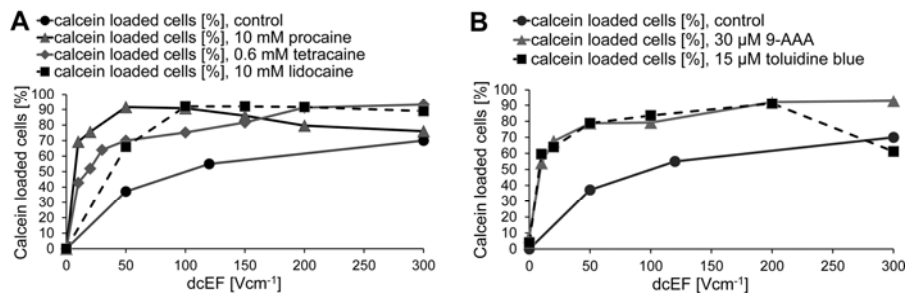 A
calcein loaded cells [%], control
calcein loaded cells [%], 10 mM procaine
calcein loaded cells [%], 0.6 mM tetracaine
calcein loaded cells [%], 10 mM lidocaine
Calcein loaded cells [%]
100
90
80
70
60
50
40
30
20
10
0
0
50
100
150
200
250
300
dcEF [Vcm⁻¹]
B
calcein loaded cells [%], control
calcein loaded cells [%], 30 µM 9-AAA
calcein loaded cells [%], 15 µM toluidine blue
Calcein loaded cells [%]
100
90
80
70
60
50
40
30
20
10
0
0
50
100
150
200
250
300
dcEF [Vcm⁻¹]